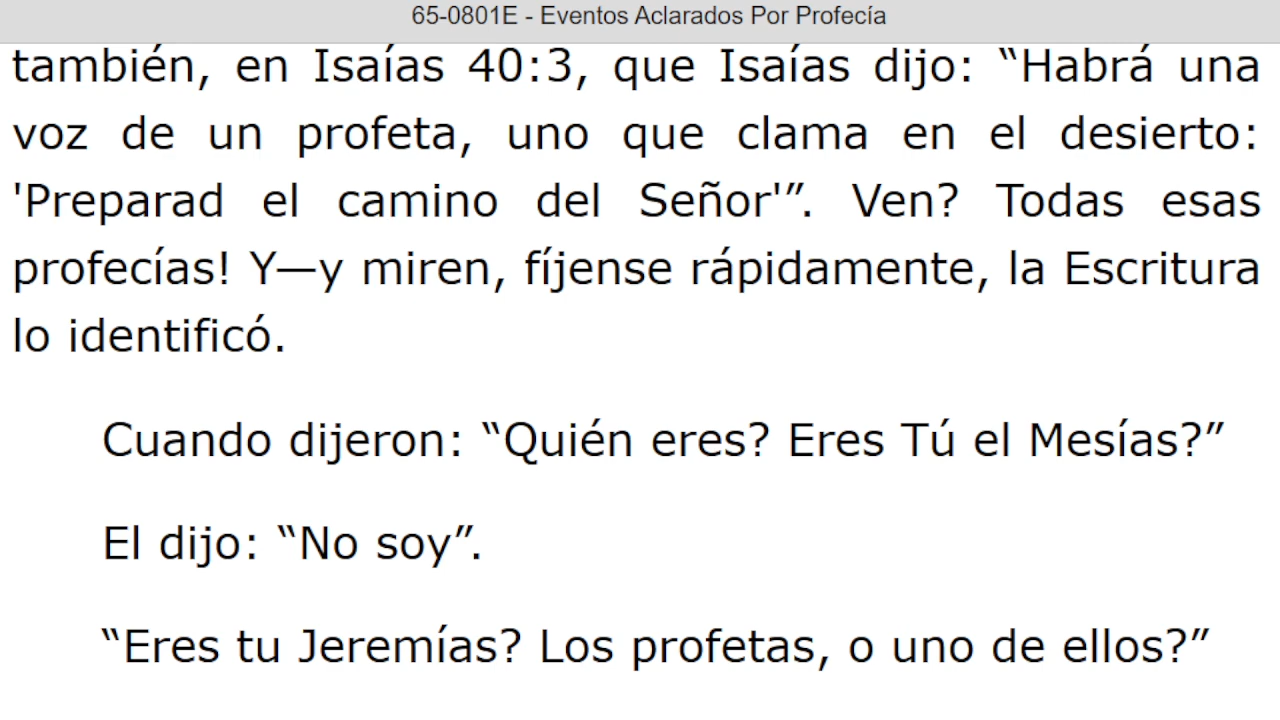 65-0801E - Eventos Aclarados Por Profecía
también, en Isaías 40:3, que Isaías dijo: “Habrá una
voz de un profeta, uno que clama en el desierto:
'Preparad el camino del Señor'”. Ven? Todas esas
profecías! Y—y miren, fíjense rápidamente, la Escritura
lo identificó.
Cuando dijeron: “Quién eres? Eres Tú el Mesías?”
El dijo: “No soy”.
“Eres tu Jeremías? Los profetas, o uno de ellos?”